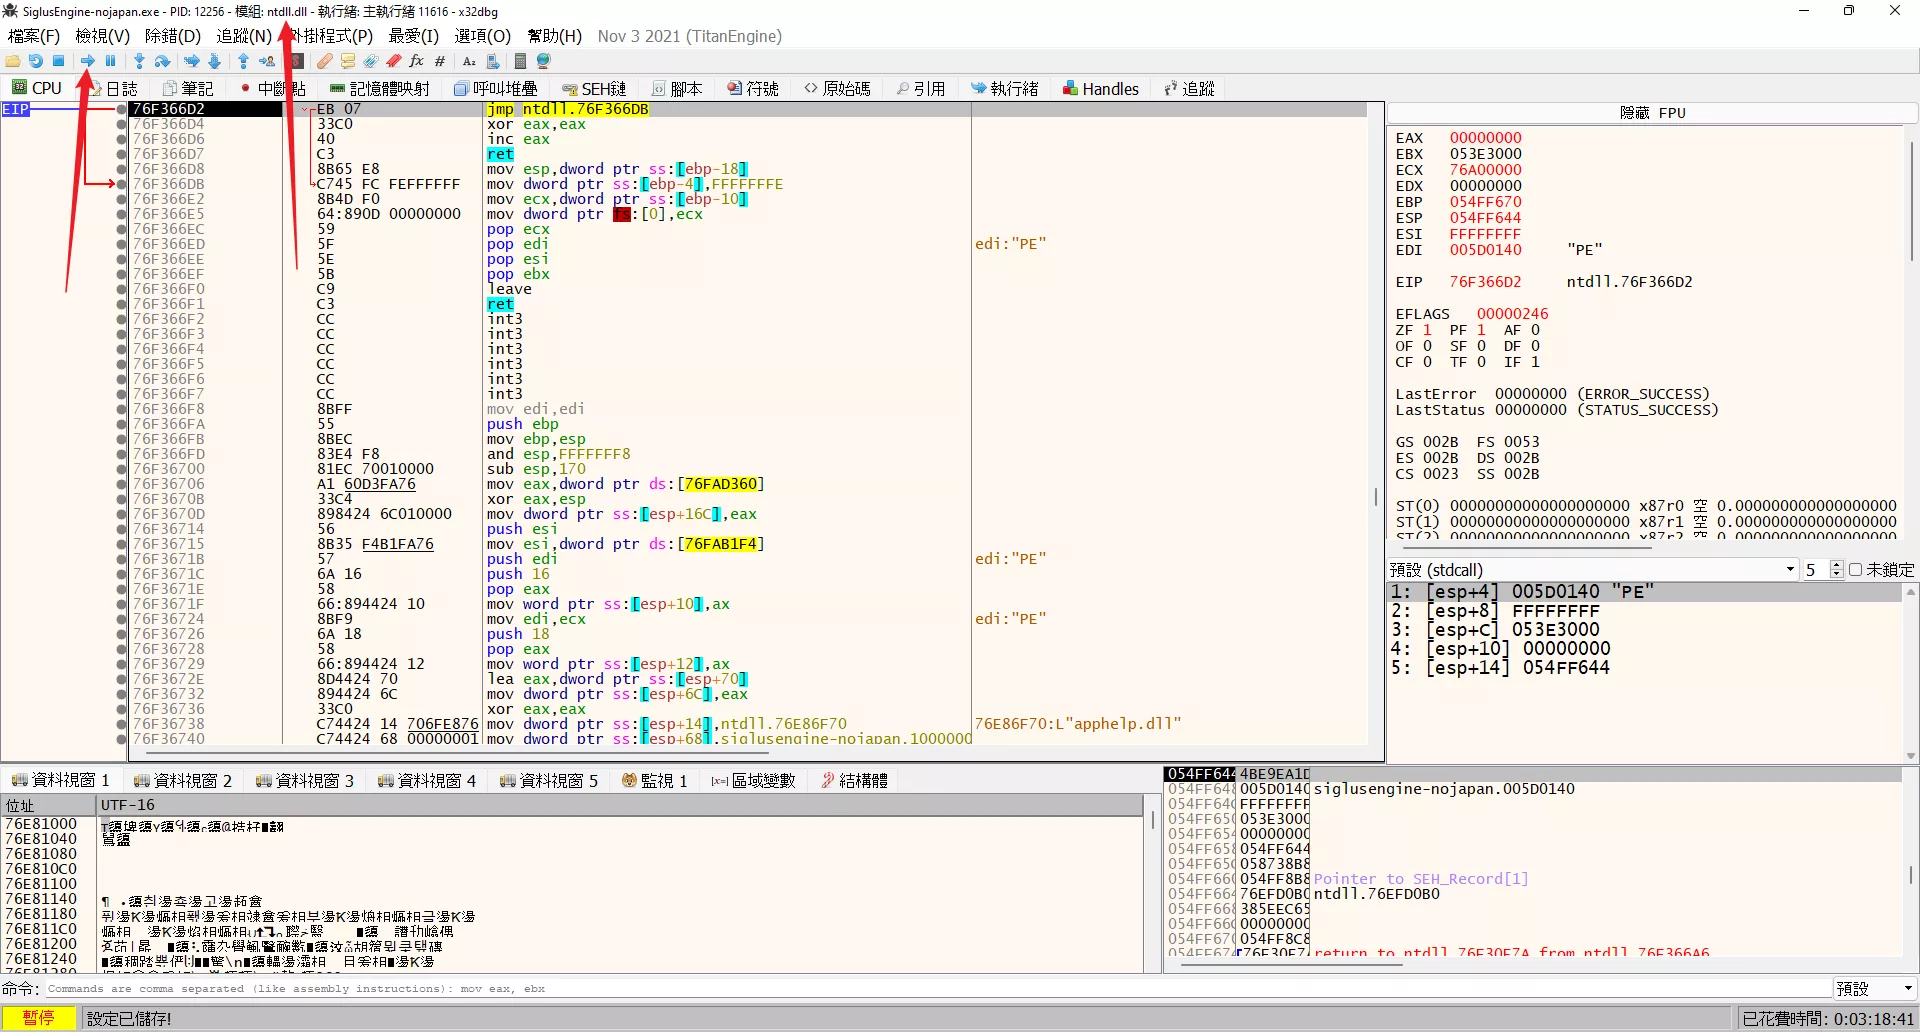 SiglusEngine-nojapan.exe - PID: 12256 - 模組: ntdll.dll - 執行緒: 主執行緒 11616 - x32dbg
檔案(F) 檢視(V) 除錯(D) 追蹤(N) 外掛程式(P) 最愛(I) 選項(O) 幫助(H) Nov 3 2021 (TitanEngine)
CPU 日誌 筆記 中斷點 記憶體映射 呼叫堆疊 SEH鏈 腳本 符號 原始碼 引用 執行緒 Handles 追蹤
EIP
76F366D2 EB 07 jmp ntdll.76F366DB
76F366D4 33C0 xor eax,eax
76F366D6 40 inc eax
76F366D7 C3 ret
76F366D8 8B65 E8 mov esp,dword ptr ss:[ebp-18]
76F366DB C745 FC FEFFFFFF mov dword ptr ss:[ebp-4],FFFFFFFE
76F366E2 8B4D F0 mov ecx,dword ptr ss:[ebp-10]
76F366E5 64:890D 00000000 mov dword ptr fs:[0],ecx
76F366EC 59 pop ecx
76F366ED 5F pop edi edi:"PE"
76F366EE 5E pop esi
76F366EF 5B pop ebx
76F366F0 C9 leave
76F366F1 C3 ret
76F366F2 CC int3
76F366F3 CC int3
76F366F4 CC int3
76F366F5 CC int3
76F366F6 CC int3
76F366F7 CC int3
76F366F8 8BFF mov edi,edi
76F366FA 55 push ebp
76F366FB 8BEC mov ebp,esp
76F366FD 83E4 F8 and esp,FFFFFFF8
76F36700 81EC 70010000 sub esp,170
76F36706 A1 60D3FA76 mov eax,dword ptr ds:[76FAD360]
76F3670B 33C4 xor eax,esp
76F3670D 898424 6C010000 mov dword ptr ss:[esp+16C],eax
76F36714 56 push esi
76F36715 8B35 F4B1FA76 mov esi,dword ptr ds:[76FAB1F4]
76F3671B 57 push edi edi:"PE"
76F3671C 6A 16 push 16
76F3671E 58 pop eax
76F3671F 66:894424 10 mov word ptr ss:[esp+10],ax
76F36724 8BF9 mov edi,ecx edi:"PE"
76F36726 6A 18 push 18
76F36728 58 pop eax
76F36729 66:894424 12 mov word ptr ss:[esp+12],ax
76F3672E 8D4424 70 lea eax,dword ptr ss:[esp+70]
76F36732 894424 6C mov dword ptr ss:[esp+6C],eax
76F36736 33C0 xor eax,eax
76F36738 C74424 14 706FE876 mov dword ptr ss:[esp+14],ntdll.76E86F70 76E86F70:L"apphelp.dll"
76F36740 C74424 68 00000001 mov dword ptr ss:[esp+68],siglusengine-nojapan.1000000
隱藏 FPU
EAX 00000000
EBX 053E3000
ECX 76A00000
EDX 00000000
EBP 054FF670
ESP 054FF644
ESI FFFFFFFF
EDI 005D0140 "PE"
EIP 76F366D2 ntdll.76F366D2
EFLAGS 00000246
ZF 1 PF 1 AF 0
OF 0 SF 0 DF 0
CF 0 TF 0 IF 1
LastError 00000000 (ERROR_SUCCESS)
LastStatus 00000000 (STATUS_SUCCESS)
GS 002B FS 0053
ES 002B DS 002B
CS 0023 SS 002B
ST(0) 00000000000000000000 x87r0 空 0.000000000000000000
ST(1) 00000000000000000000 x87r1 空 0.000000000000000000
ST(2) 00000000000000000000 x87r2 空 0.000000000000000000
預設 (stdcall) 5 未鎖定
1: [esp+4] 005D0140 "PE"
2: [esp+8] FFFFFFFF
3: [esp+C] 053E3000
4: [esp+10] 00000000
5: [esp+14] 054FF644
資料視窗 1 資料視窗 2 資料視窗 3 資料視窗 4 資料視窗 5 監視 1 [x=] 區域變數 結構體
位址 UTF-16
76E81000
76E81040
76E81080
76E810C0
76E81100
76E81140
76E81180
76E811C0
76E81200
76E81240
76E81280
054FF644 4BE9EA1D
054FF648 005D0140 siglusengine-nojapan.005D0140
054FF64C FFFFFFFF
054FF650 053E3000
054FF654 00000000
054FF658 054FF644
054FF65C 058738B8
054FF660 054FF8B8 Pointer to SEH_Record[1]
054FF664 76EFD0B0 ntdll.76EFD0B0
054FF668 385EEC65
054FF66C 00000000
054FF670 054FF8C8
054FF674 76F30F7A return to ntdll.76F30F7A from ntdll.76F366A6
命令: Commands are comma separated (like assembly instructions): mov eax, ebx 預設
暫停 設定已儲存! 已花費時間: 0:03:18:41